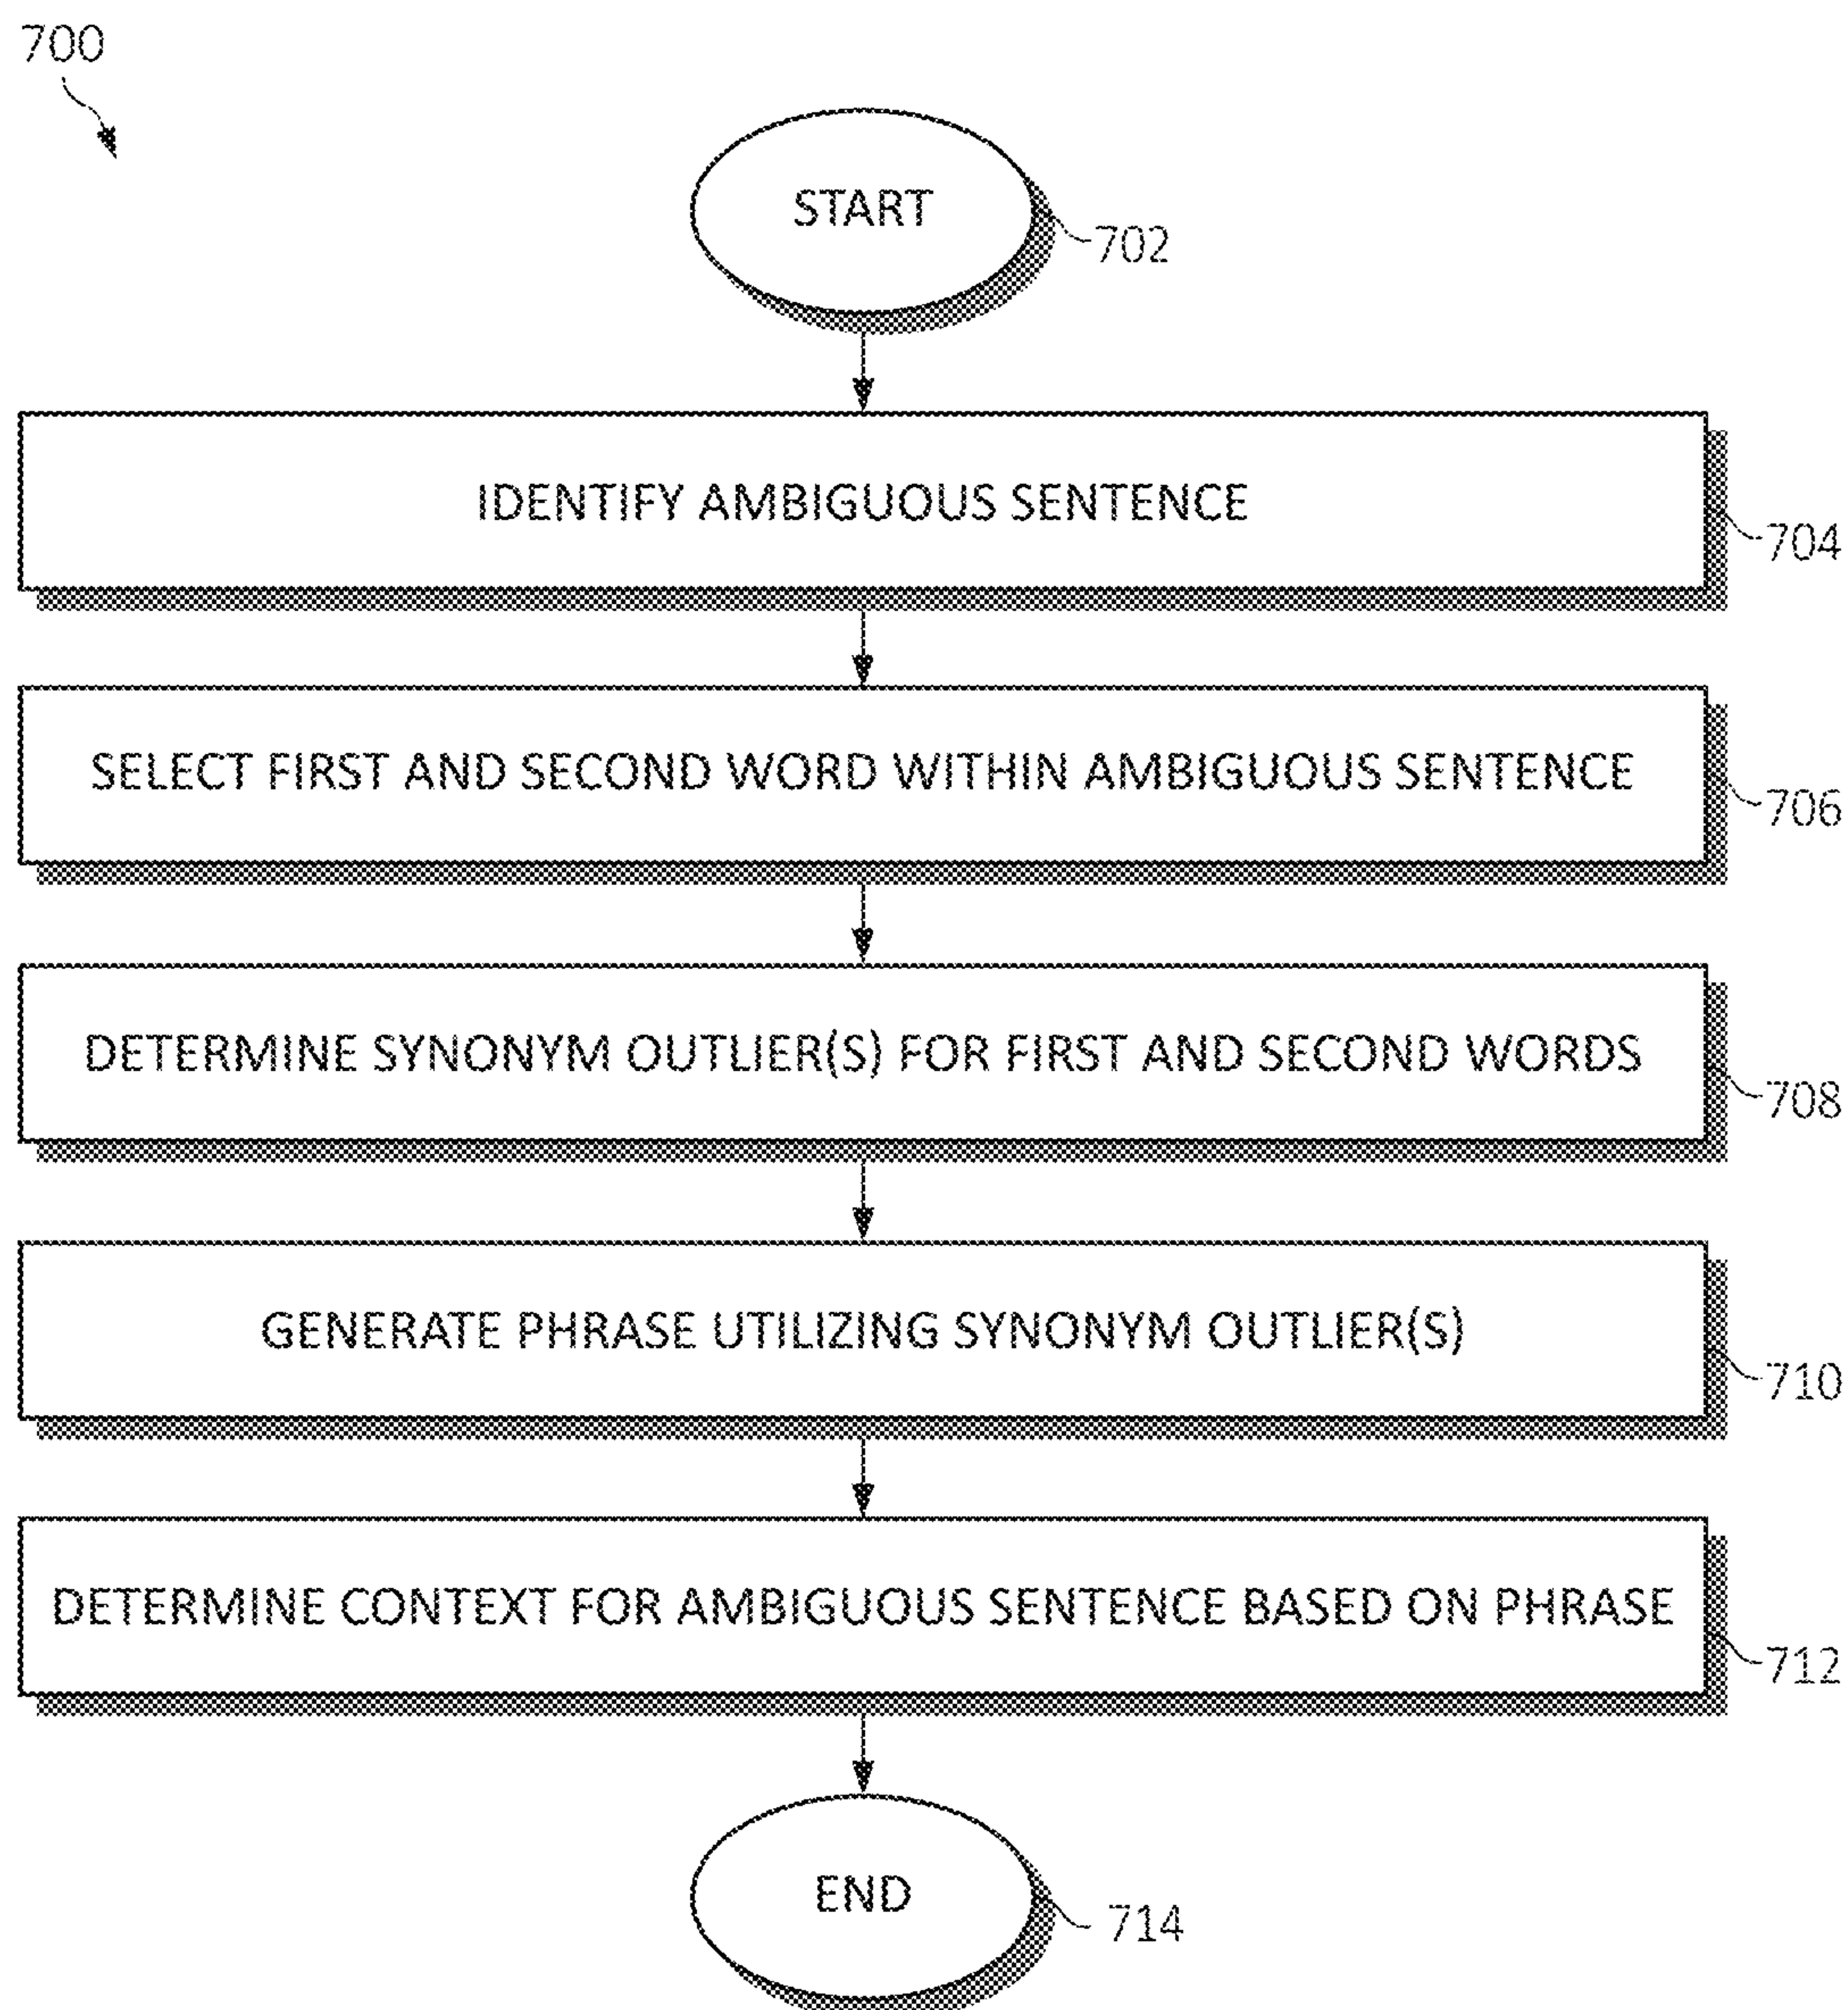 700
START
702
IDENTIFY AMBIGUOUS SENTENCE
704
SELECT FIRST AND SECOND WORD WITHIN AMBIGUOUS SENTENCE
706
DETERMINE SYNONYM OUTLIER(S) FOR FIRST AND SECOND WORDS
708
GENERATE PHRASE UTILIZING SYNONYM OUTLIER(S)
710
DETERMINE CONTEXT FOR AMBIGUOUS SENTENCE BASED ON PHRASE
712
END
714